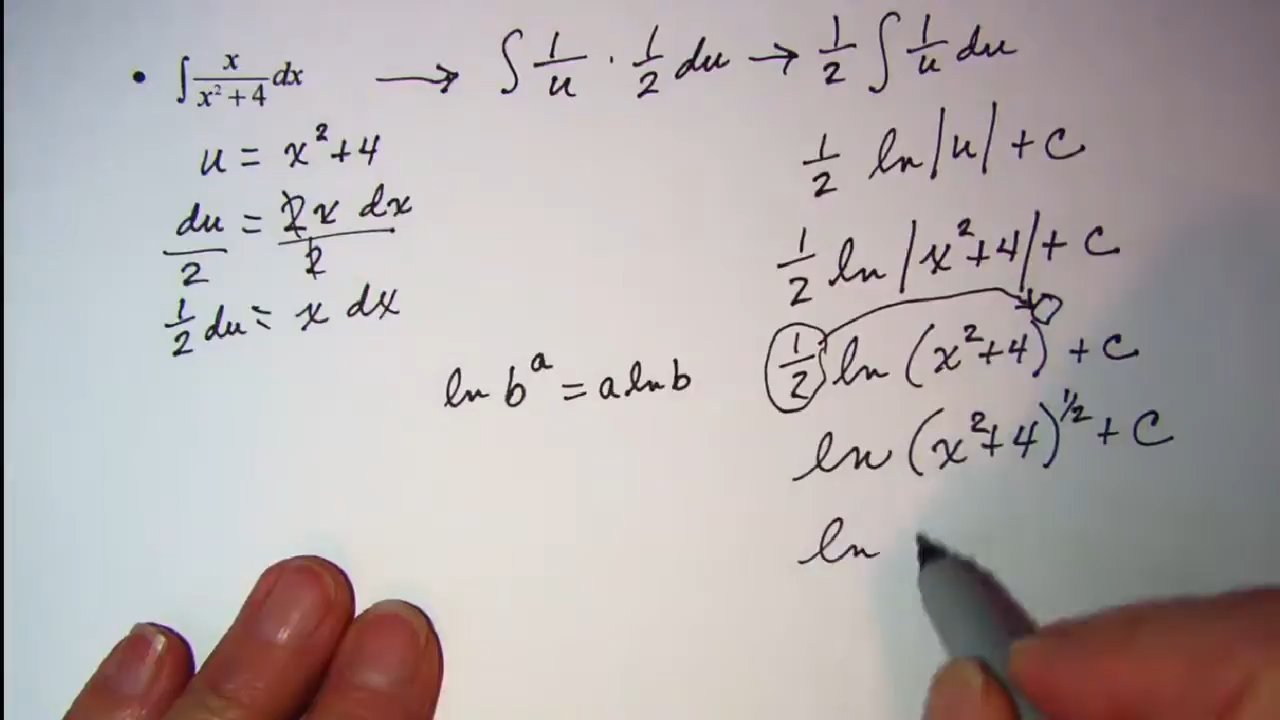 • ∫ x/(x² + 4) dx → ∫ 1/u · 1/2 du → 1/2 ∫ 1/u du
u = x²+4
du/2 = 2x dx/2
1/2 du = x dx
1/2 ln|u| + C
1/2 ln|x²+4| + C
1/2 ln (x²+4) + C
ln bᵃ = a ln b
ln (x²+4)^1/2 + C
ln